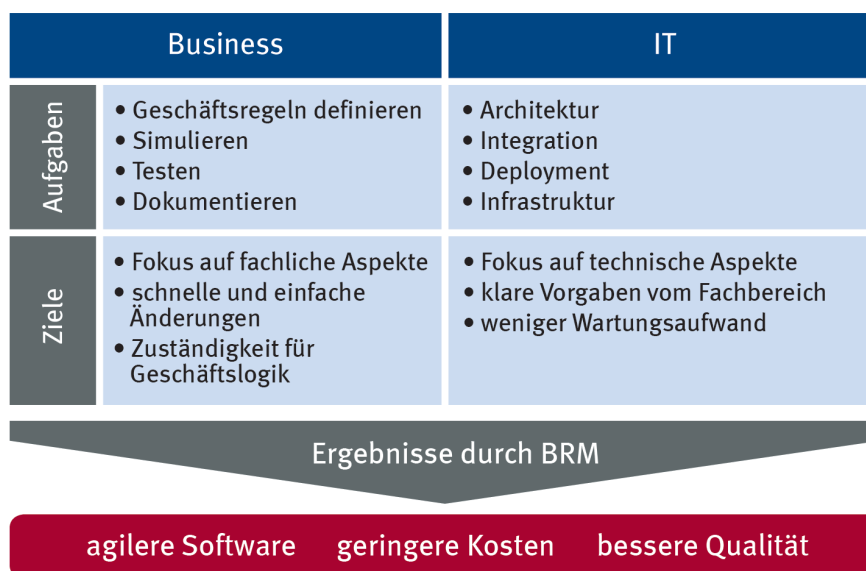 Business
IT
Aufgaben
• Geschäftsregeln definieren
• Simulieren
• Testen
• Dokumentieren
• Architektur
• Integration
• Deployment
• Infrastruktur
Ziele
• Fokus auf fachliche Aspekte
• schnelle und einfache
Änderungen
• Zuständigkeit für
Geschäftslogik
• Fokus auf technische Aspekte
• klare Vorgaben vom Fachbereich
• weniger Wartungsaufwand
Ergebnisse durch BRM
agilere Software geringere Kosten bessere Qualität